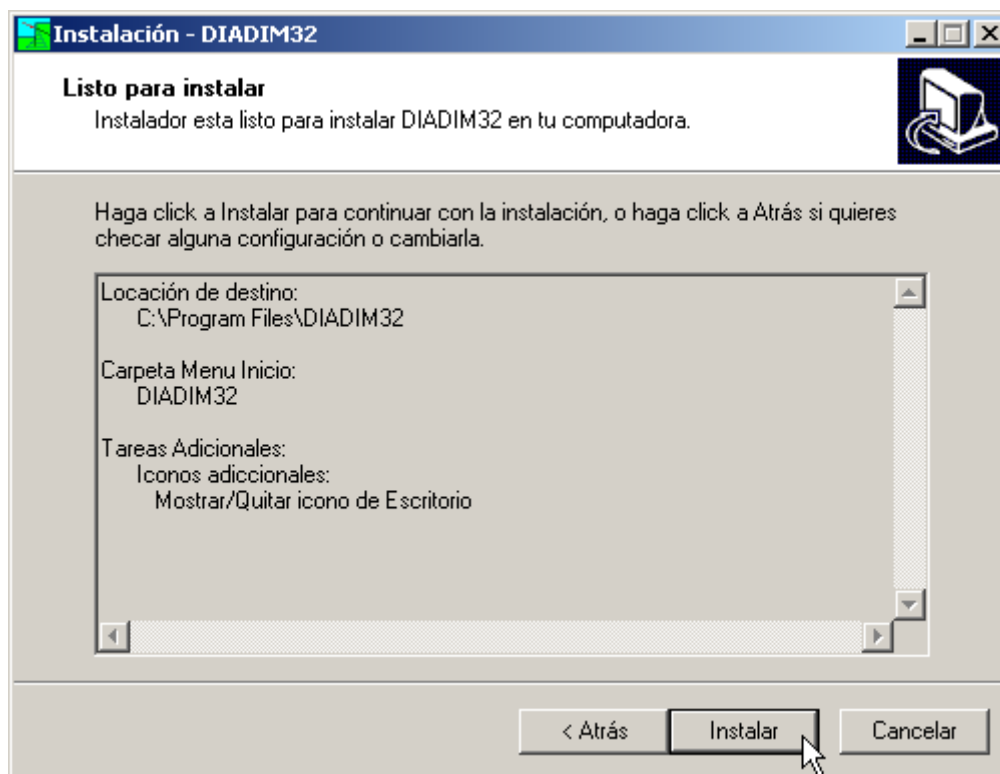 Instalación - DIADIM32
Listo para instalar
Instalador esta listo para instalar DIADIM32 en tu computadora.
Haga click a Instalar para continuar con la instalación, o haga click a Atrás si quieres
checar alguna configuración o cambiarla.
Locación de destino:
C:\Program Files\DIADIM32
Carpeta Menu Inicio:
DIADIM32
Tareas Adicionales:
Iconos adiccionales:
Mostrar/Quitar icono de Escritorio
< Atrás
Instalar
Cancelar